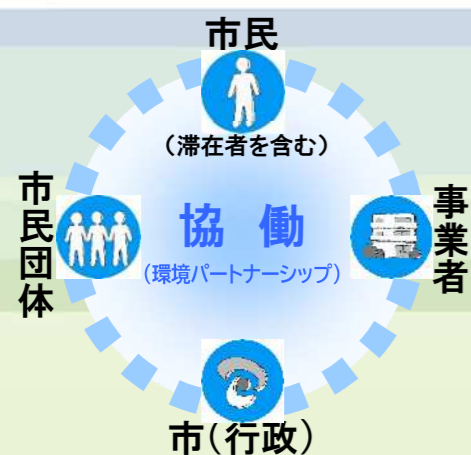 市民
（滞在者を含む）
市民団体
協働
（環境パートナーシップ）
事業者
市（行政）